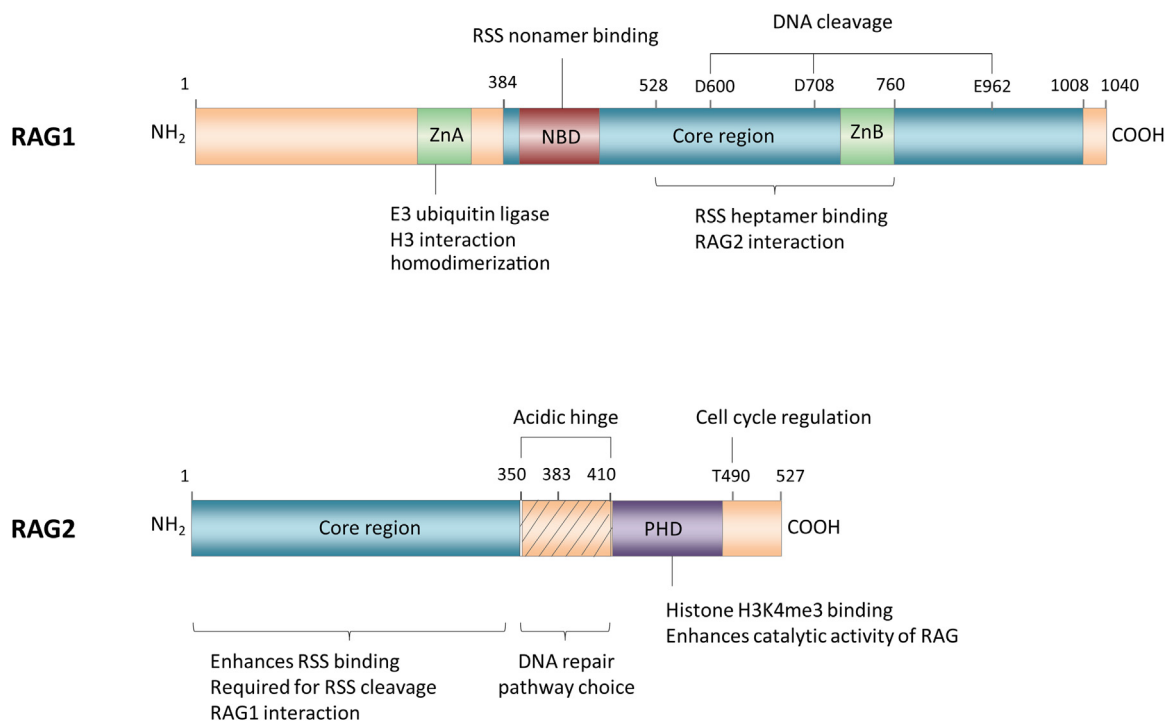 RSS nonamer binding
DNA cleavage
1
384
528
D600
D708
760
E962
1008
1040
RAG1
NH2
ZnA
NBD
Core region
ZnB
COOH
E3 ubiquitin ligase
H3 interaction
homodimerization
RSS heptamer binding
RAG2 interaction
Acidic hinge
Cell cycle regulation
1
350
383
410
T490
527
RAG2
NH2
Core region
PHD
COOH
Histone H3K4me3 binding
Enhances catalytic activity of RAG
Enhances RSS binding
Required for RSS cleavage
RAG1 interaction
DNA repair
pathway choice